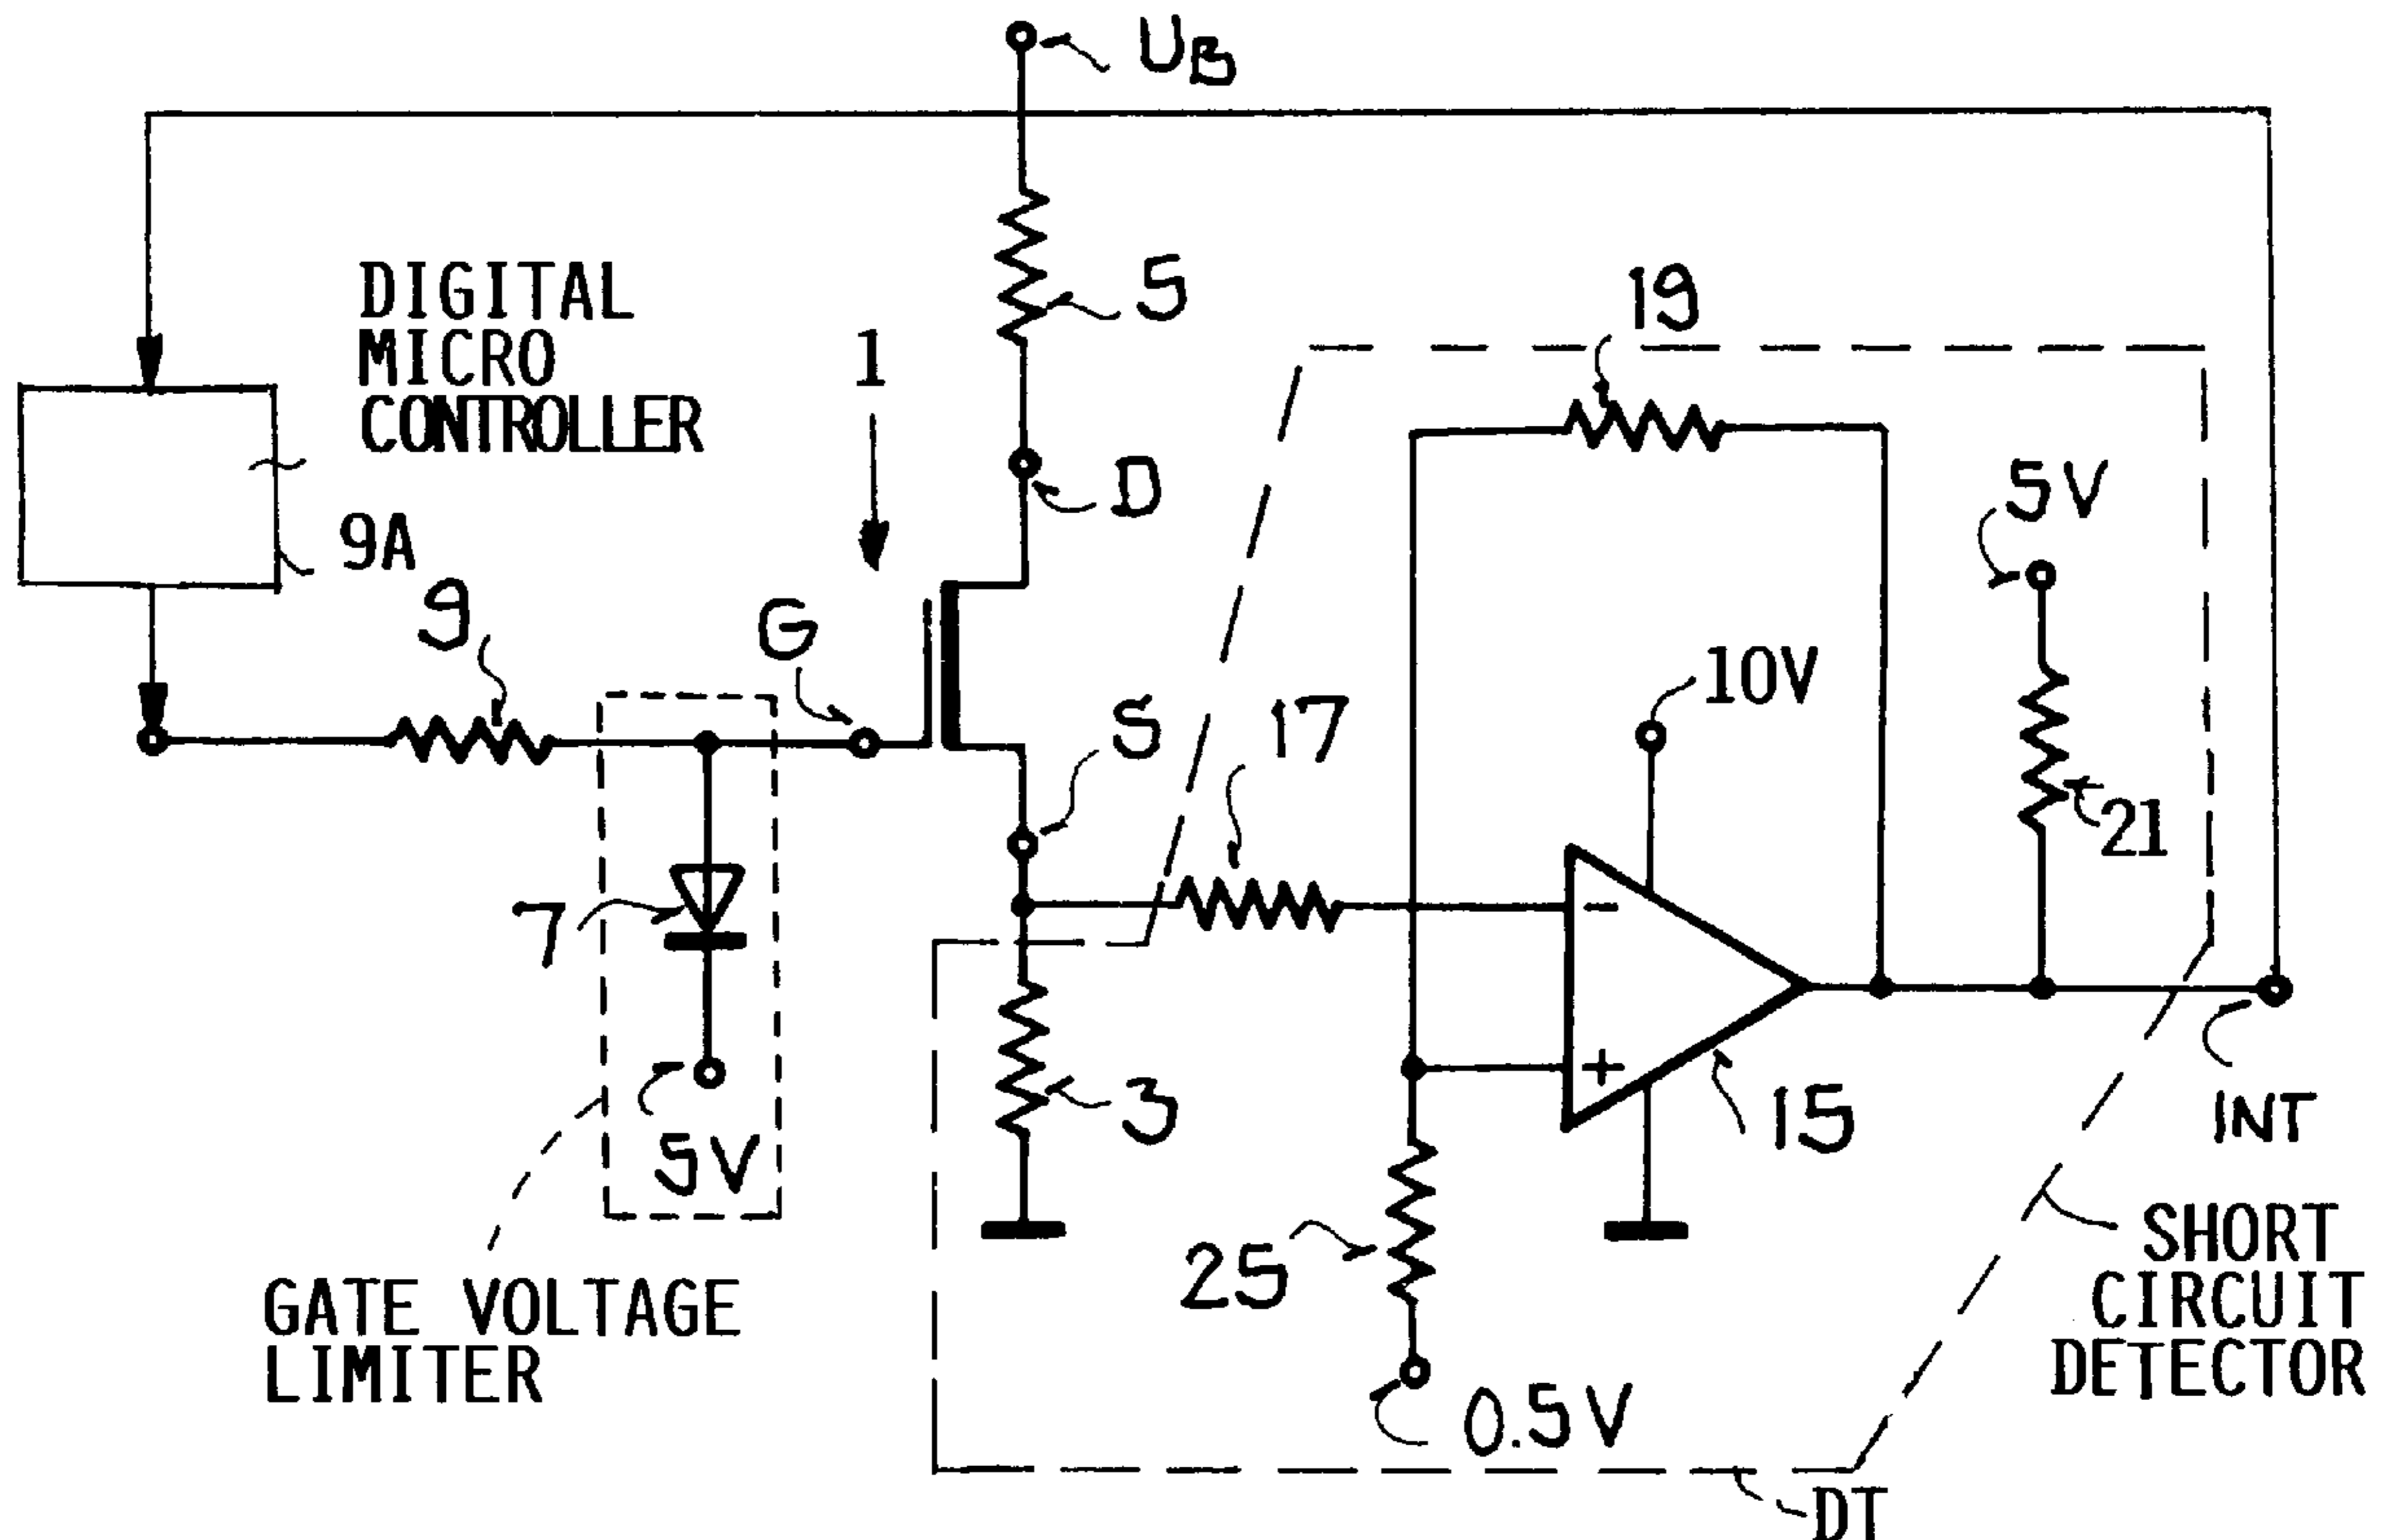 UB
DIGITAL
MICRO
CONTROLLER
1
5
19
D
5V
9A
9
G
10V
S
17
21
7
3
15
5V
INT
25
SHORT
CIRCUIT
DETECTOR
GATE VOLTAGE
LIMITER
0.5V
DT
-
+